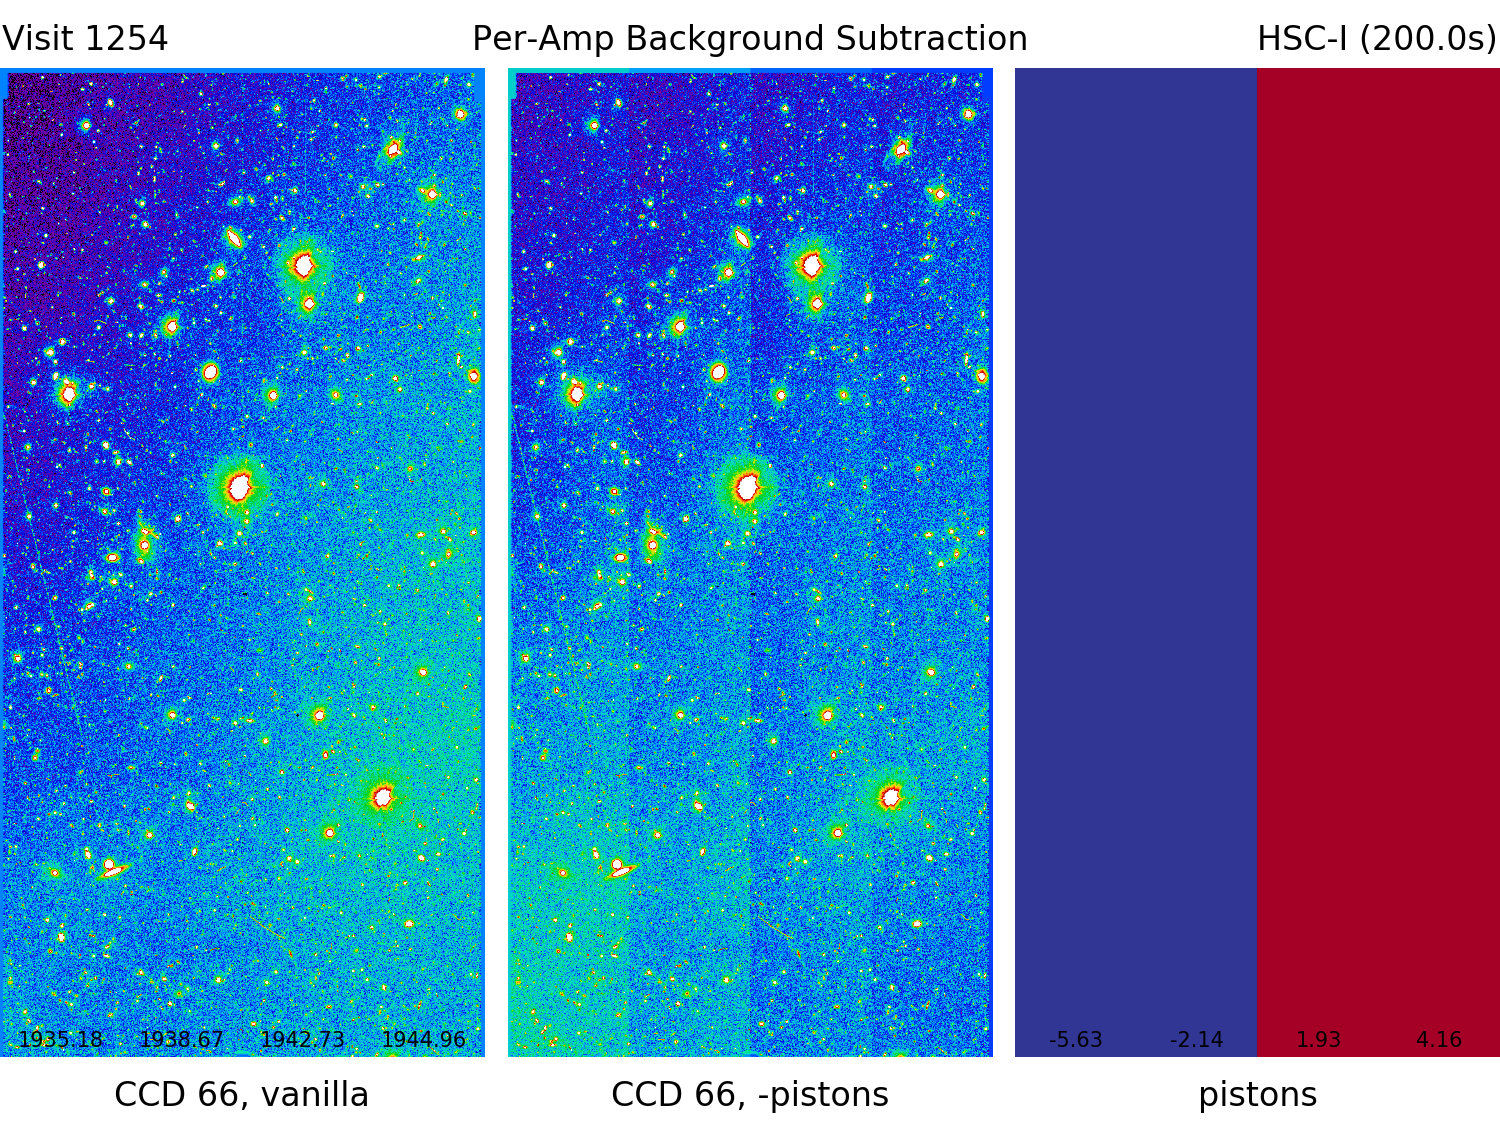 Visit 1254 Per-Amp Background Subtraction HSC-I (200.0s)
1935.18 1938.67 1942.73 1944.96 -5.63 -2.14 1.93 4.16
CCD 66, vanilla CCD 66, -pistons pistons